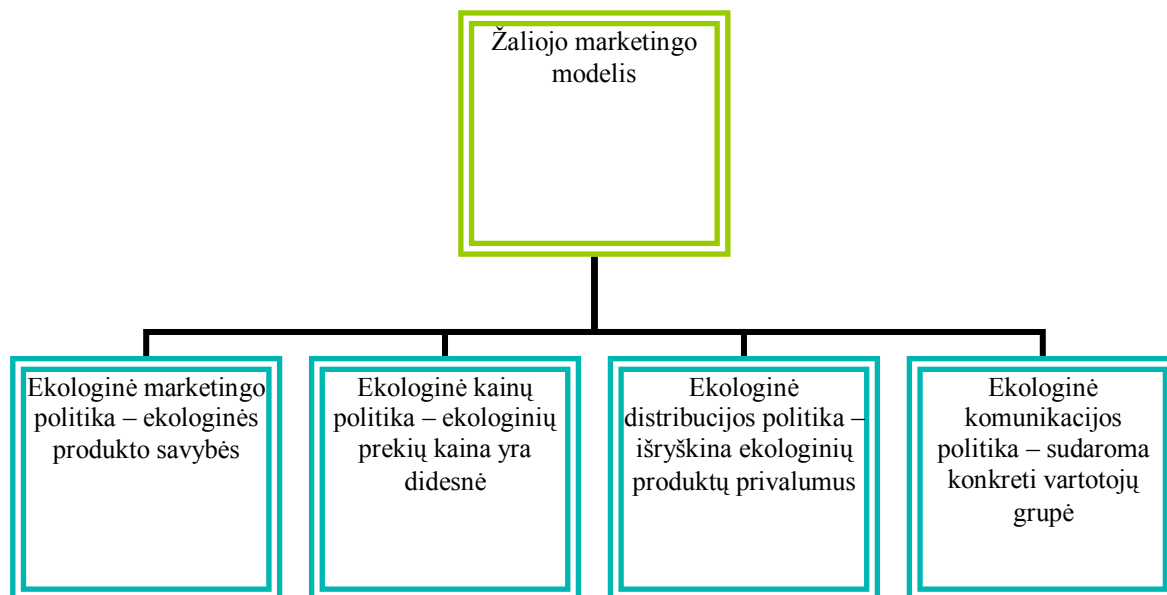 Žaliojo marketingo
modelis
Ekologinė marketingo
politika – ekologinės
produkto savybės
Ekologinė kainų
politika – ekologinių
prekių kaina yra
didesnė
Ekologinė
distribucijos politika –
išryškina ekologinių
produktų privalumus
Ekologinė
komunikacijos
politika – sudaroma
konkreti vartotojų
grupė